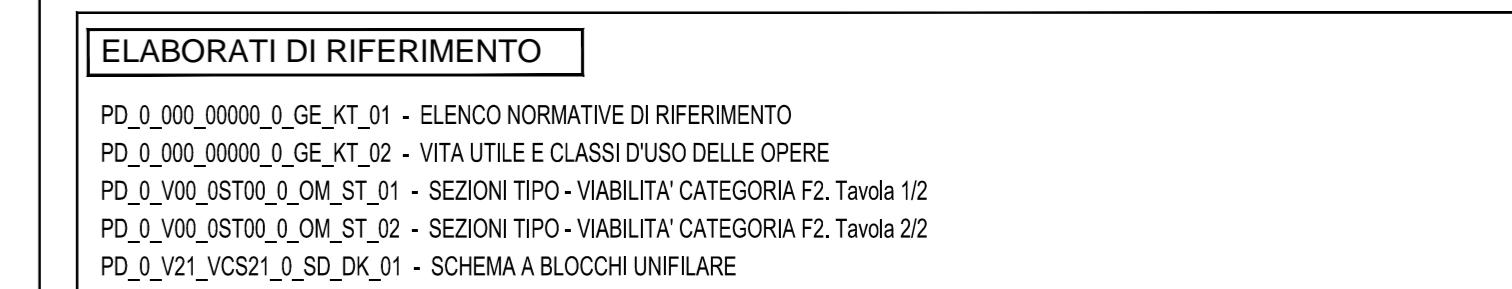 ELABORATI DI RIFERIMENTO
PD_0_000_00000_0_GE_KT_01 - ELENCO NORMATIVE DI RIFERIMENTO
PD_0_000_00000_0_GE_KT_02 - VITA UTILE E CLASSI D'USO DELLE OPERE
PD_0_V00_0ST00_0_OM_ST_01 - SEZIONI TIPO - VIABILITA' CATEGORIA F2. Tavola 1/2
PD_0_V00_0ST00_0_OM_ST_02 - SEZIONI TIPO - VIABILITA' CATEGORIA F2. Tavola 2/2
PD_0_V21_VCS21_0_SD_DK_01 - SCHEMA A BLOCCHI UNIFILARE